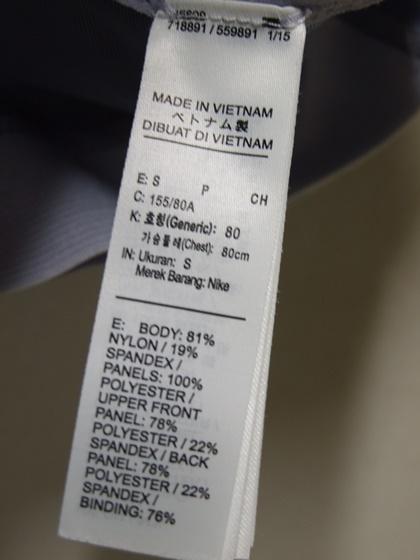 718891 / 559891 1/15
MADE IN VIETNAM
ベトナム製
DIBUAT DI VIETNAM
E: S P CH
C: 155/80A
K: 호칭(Generic): 80
가슴둘레(Chest): 80cm
IN: Ukuran: S
Merek Barang: Nike
E: BODY: 81%
NYLON / 19%
SPANDEX /
PANELS: 100%
POLYESTER /
UPPER FRONT
PANEL: 78%
POLYESTER / 22%
SPANDEX / BACK
PANEL: 78%
POLYESTER / 22%
SPANDEX /
BINDING: 76%